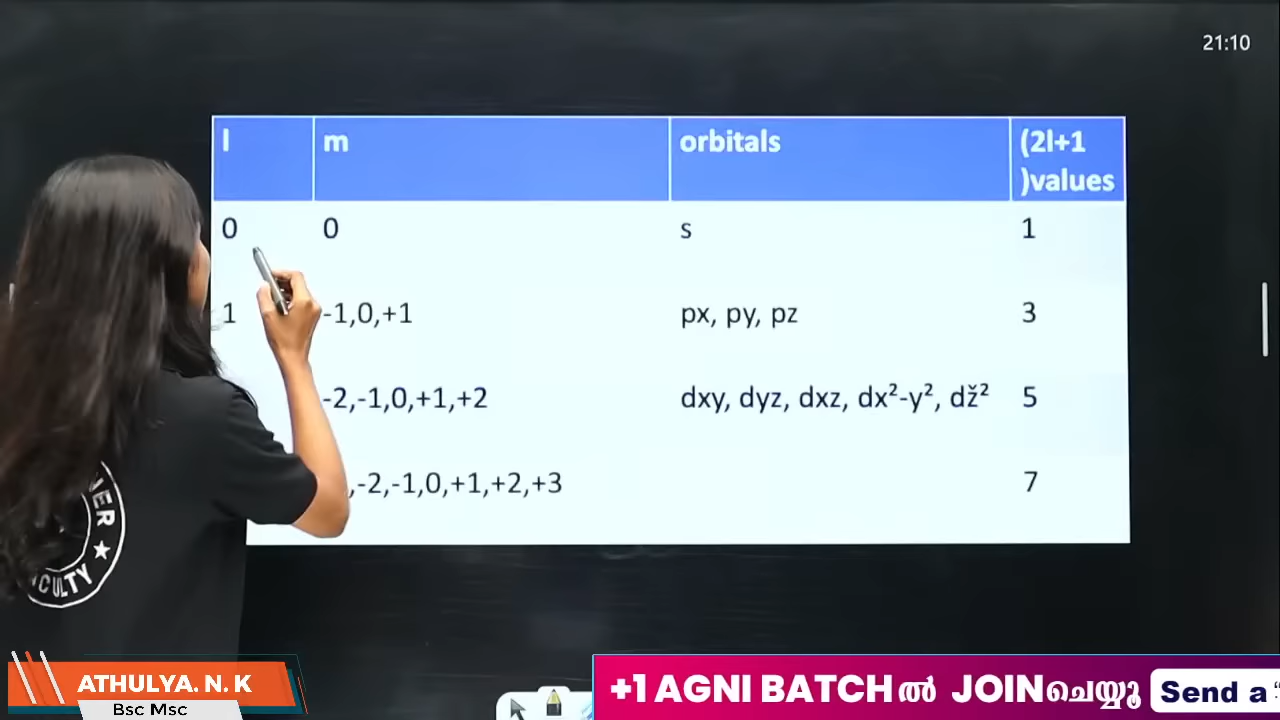 21:10
l m orbitals (2l+1
)values
0 0 s 1
1 -1,0,+1 px, py, pz 3
-2,-1,0,+1,+2 dxy, dyz, dxz, dx²-y², dž² 5
,-2,-1,0,+1,+2,+3 7
ATHULYA. N. K
Bsc Msc
+1 AGNI BATCH ൽ JOIN ചെയ്യൂ Send a